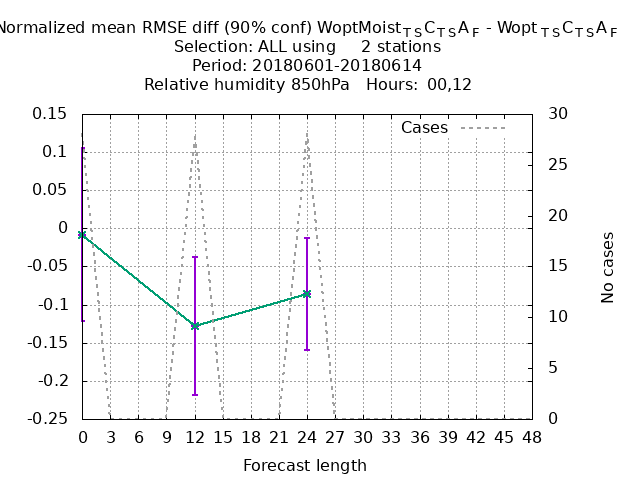 Normalized mean RMSE diff (90% conf) WoptMoist_TSC_TSA_F - Wopt_TSC_TSA_F
Selection: ALL using 2 stations
Period: 20180601-20180614
Relative humidity 850hPa Hours: 00,12
0.15
0.1
0.05
0
-0.05
-0.1
-0.15
-0.2
-0.25
30
25
20
15
10
5
0
Cases
No cases
0 3 6 9 12 15 18 21 24 27 30 33 36 39 42 45 48
Forecast length